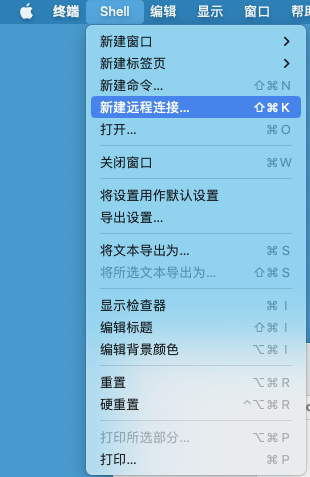 终端 Shell 编辑 显示 窗口
新建窗口
新建标签页
新建命令... ⇧⌘N
新建远程连接... ⇧⌘K
打开... ⌘O
关闭窗口 ⌘W
将设置用作默认设置
导出设置...
将文本导出为... ⌘S
将所选文本导出为... ⇧⌘S
显示检查器 ⌘I
编辑标题 ⇧⌘I
编辑背景颜色 ⌥⌘I
重置 ⌥⌘R
硬重置 ^⌥⌘R
打印所选部分... ⌥⌘P
打印... ⌘P